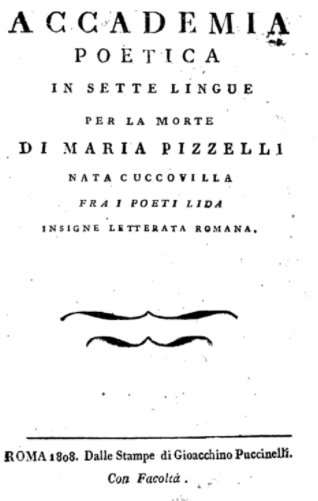 ACCADEMIA
POETICA
IN SETTE LINGUE
PER LA MORTE
DI MARIA PIZZELLI
NATA CUCCOVILLA
FRA I POETI LIDA
INSIGNE LETTERATA ROMANA.
ROMA 1808. Dalle Stampe di Gioacchino Puccinelli.
Con Facoltà.